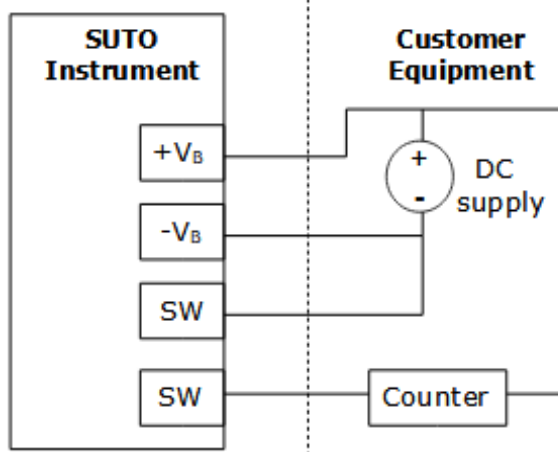 SUTO
Instrument
Customer
Equipment
+VB
+
-
DC
supply
-VB
SW
SW
Counter